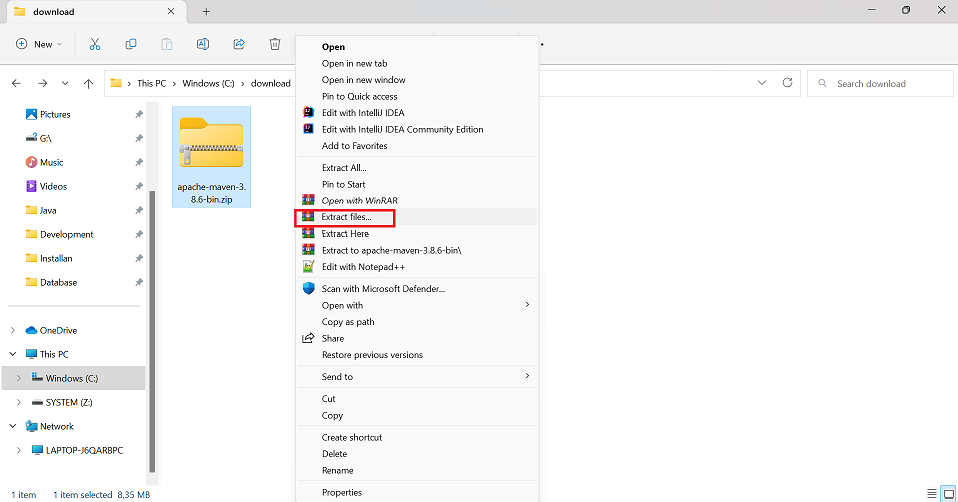 download
New
This PC
Windows (C:)
download
Search download
Pictures
G:\
Music
Videos
Java
Development
Installan
Database
OneDrive
This PC
Windows (C:)
SYSTEM (Z:)
Network
LAPTOP-J6QARBPC
apache-maven-3.
8.6-bin.zip
Open
Open in new tab
Open in new window
Pin to Quick access
Edit with IntelliJ IDEA
Edit with IntelliJ IDEA Community Edition
Add to Favorites
Extract All...
Pin to Start
Open with WinRAR
Extract files...
Extract Here
Extract to apache-maven-3.8.6-bin\
Edit with Notepad++
Scan with Microsoft Defender...
Open with
Copy as path
Share
Restore previous versions
Send to
Cut
Copy
Create shortcut
Delete
Rename
Properties
1 item
1 item selected 8,35 MB